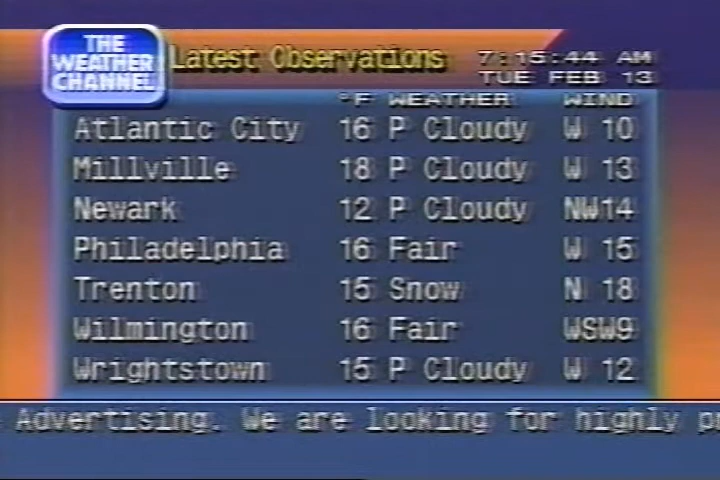 THE
WEATHER
CHANNEL
Latest Observations
7:15:44 AM
TUE FEB 13
°F WEATHER WIND
Atlantic City 16 P Cloudy W 10
Millville 18 P Cloudy W 13
Newark 12 P Cloudy NW14
Philadelphia 16 Fair W 15
Trenton 15 Snow N 18
Wilmington 16 Fair WSW9
Wrightstown 15 P Cloudy W 12
Advertising. We are looking for highly